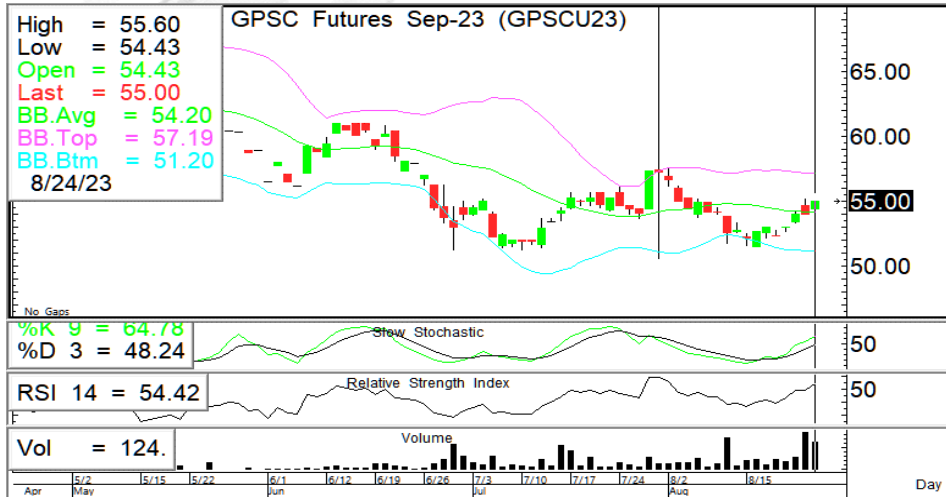 GPSC Futures Sep-23 (GPSCU23)
High = 55.60
Low = 54.43
Open = 54.43
Last = 55.00
BB.Avg = 54.20
BB.Top = 57.19
BB.Btm = 51.20
8/24/23
65.00
60.00
55.00
50.00
No Gaps
%K 9 = 64.78
%D 3 = 48.24
Slow Stochastic
50
RSI 14 = 54.42
Relative Strength Index
50
Vol = 124.
Volume
5/2 5/15 5/22 6/1 6/12 6/19 6/26 7/3 7/10 7/17 7/24 8/2 8/15
Apr May Jun Jul Aug Day